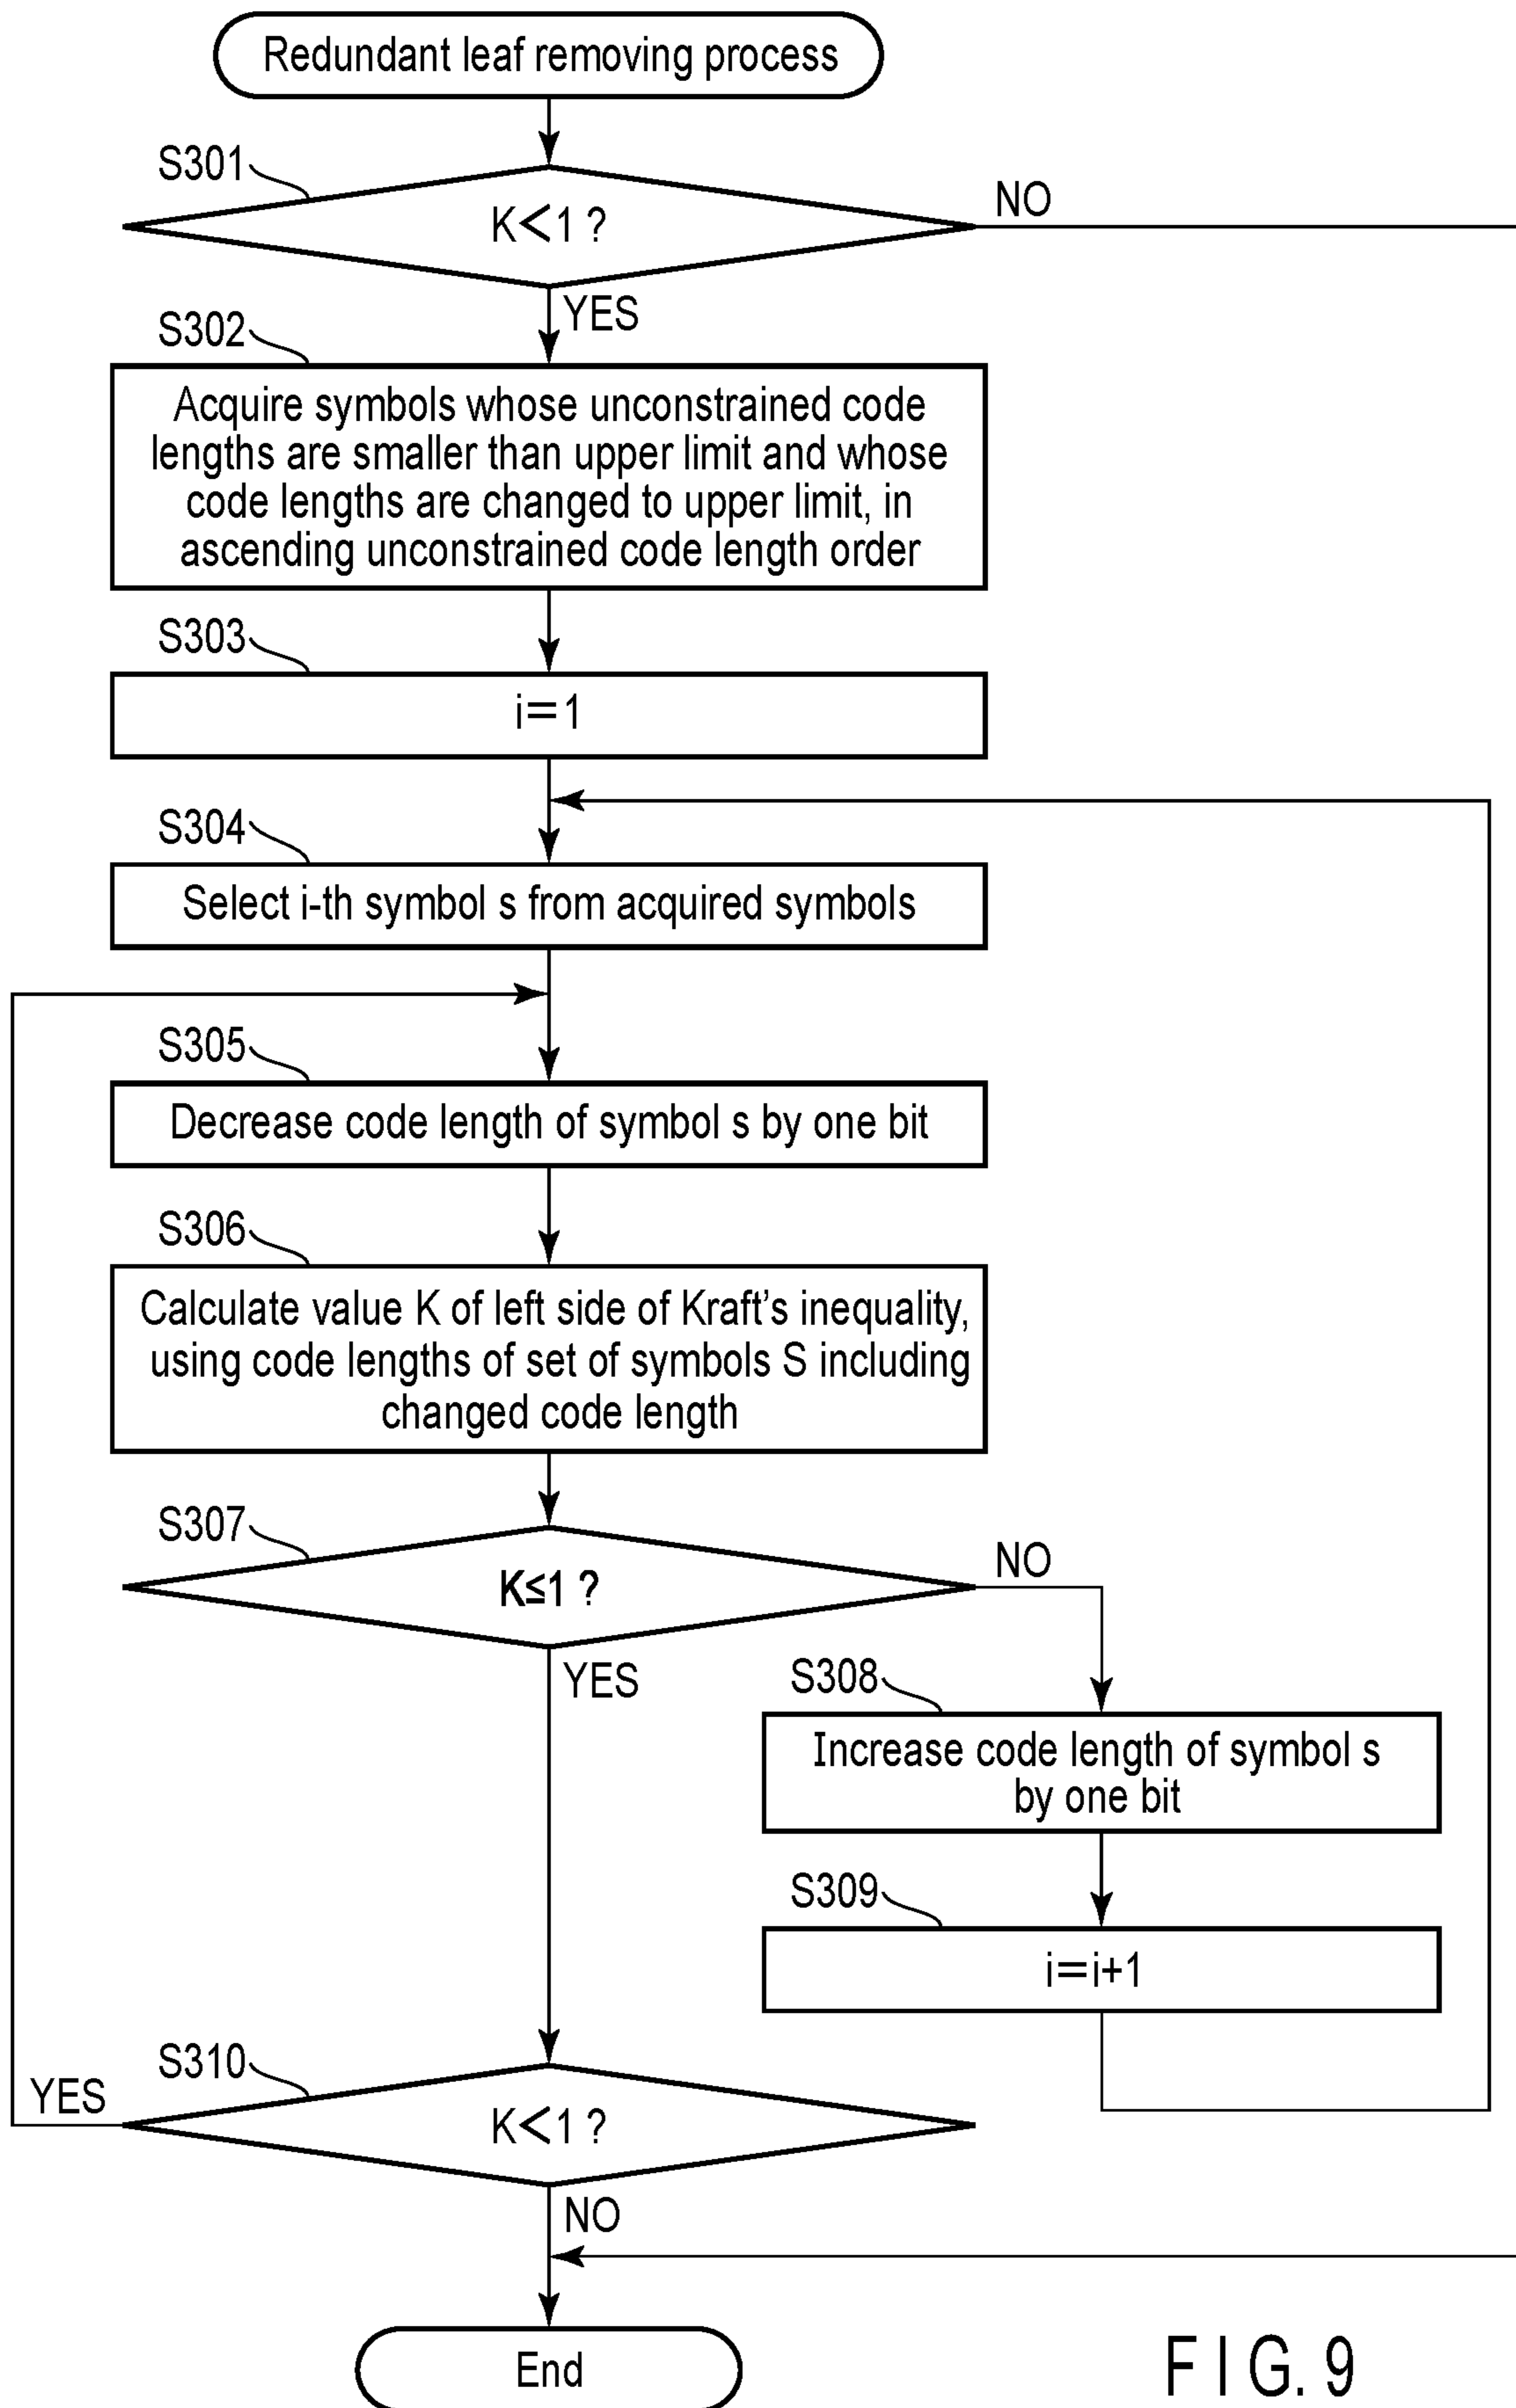 Redundant leaf removing process
S301
K<1 ?
NO
YES
S302
Acquire symbols whose unconstrained code
lengths are smaller than upper limit and whose
code lengths are changed to upper limit, in
ascending unconstrained code length order
S303
i=1
S304
Select i-th symbol s from acquired symbols
S305
Decrease code length of symbol s by one bit
S306
Calculate value K of left side of Kraft's inequality,
using code lengths of set of symbols S including
changed code length
S307
K≤1 ?
NO
YES
S308
Increase code length of symbol s
by one bit
S309
i=i+1
S310
YES
K<1 ?
NO
End
FIG. 9